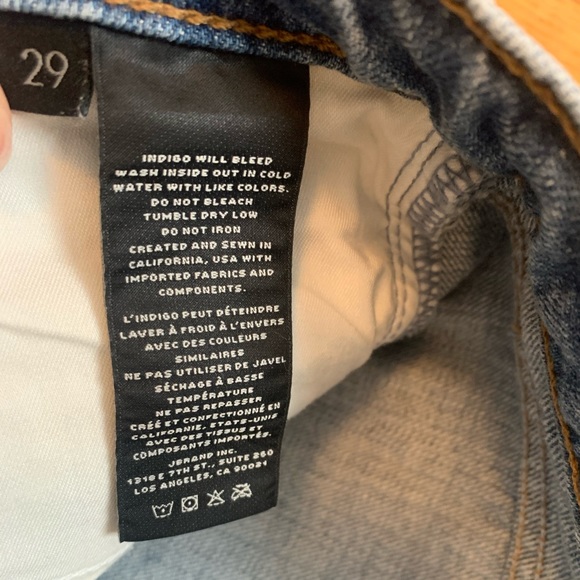 29
INDIGO WILL BLEED
WASH INSIDE OUT IN COLD
WATER WITH LIKE COLORS.
DO NOT BLEACH
TUMBLE DRY LOW
DO NOT IRON
CREATED AND SEWN IN
CALIFORNIA, USA WITH
IMPORTED FABRICS AND
COMPONENTS.
L'INDIGO PEUT DÉTEINDRE
LAVER À FROID À L'ENVERS
AVEC DES COULEURS
SIMILAIRES
NE PAS UTILISER DE JAVEL
SÉCHAGE À BASSE
TEMPÉRATURE
NE PAS REPASSER
CRÉÉ ET CONFECTIONNÉ EN
CALIFORNIE, ETATS-UNIS
AVEC DES TISSUS ET
COMPOSANTS IMPORTÉS.
JBRAND INC.
1318 E 7TH ST., SUITE 260
LOS ANGELES, CA 90021